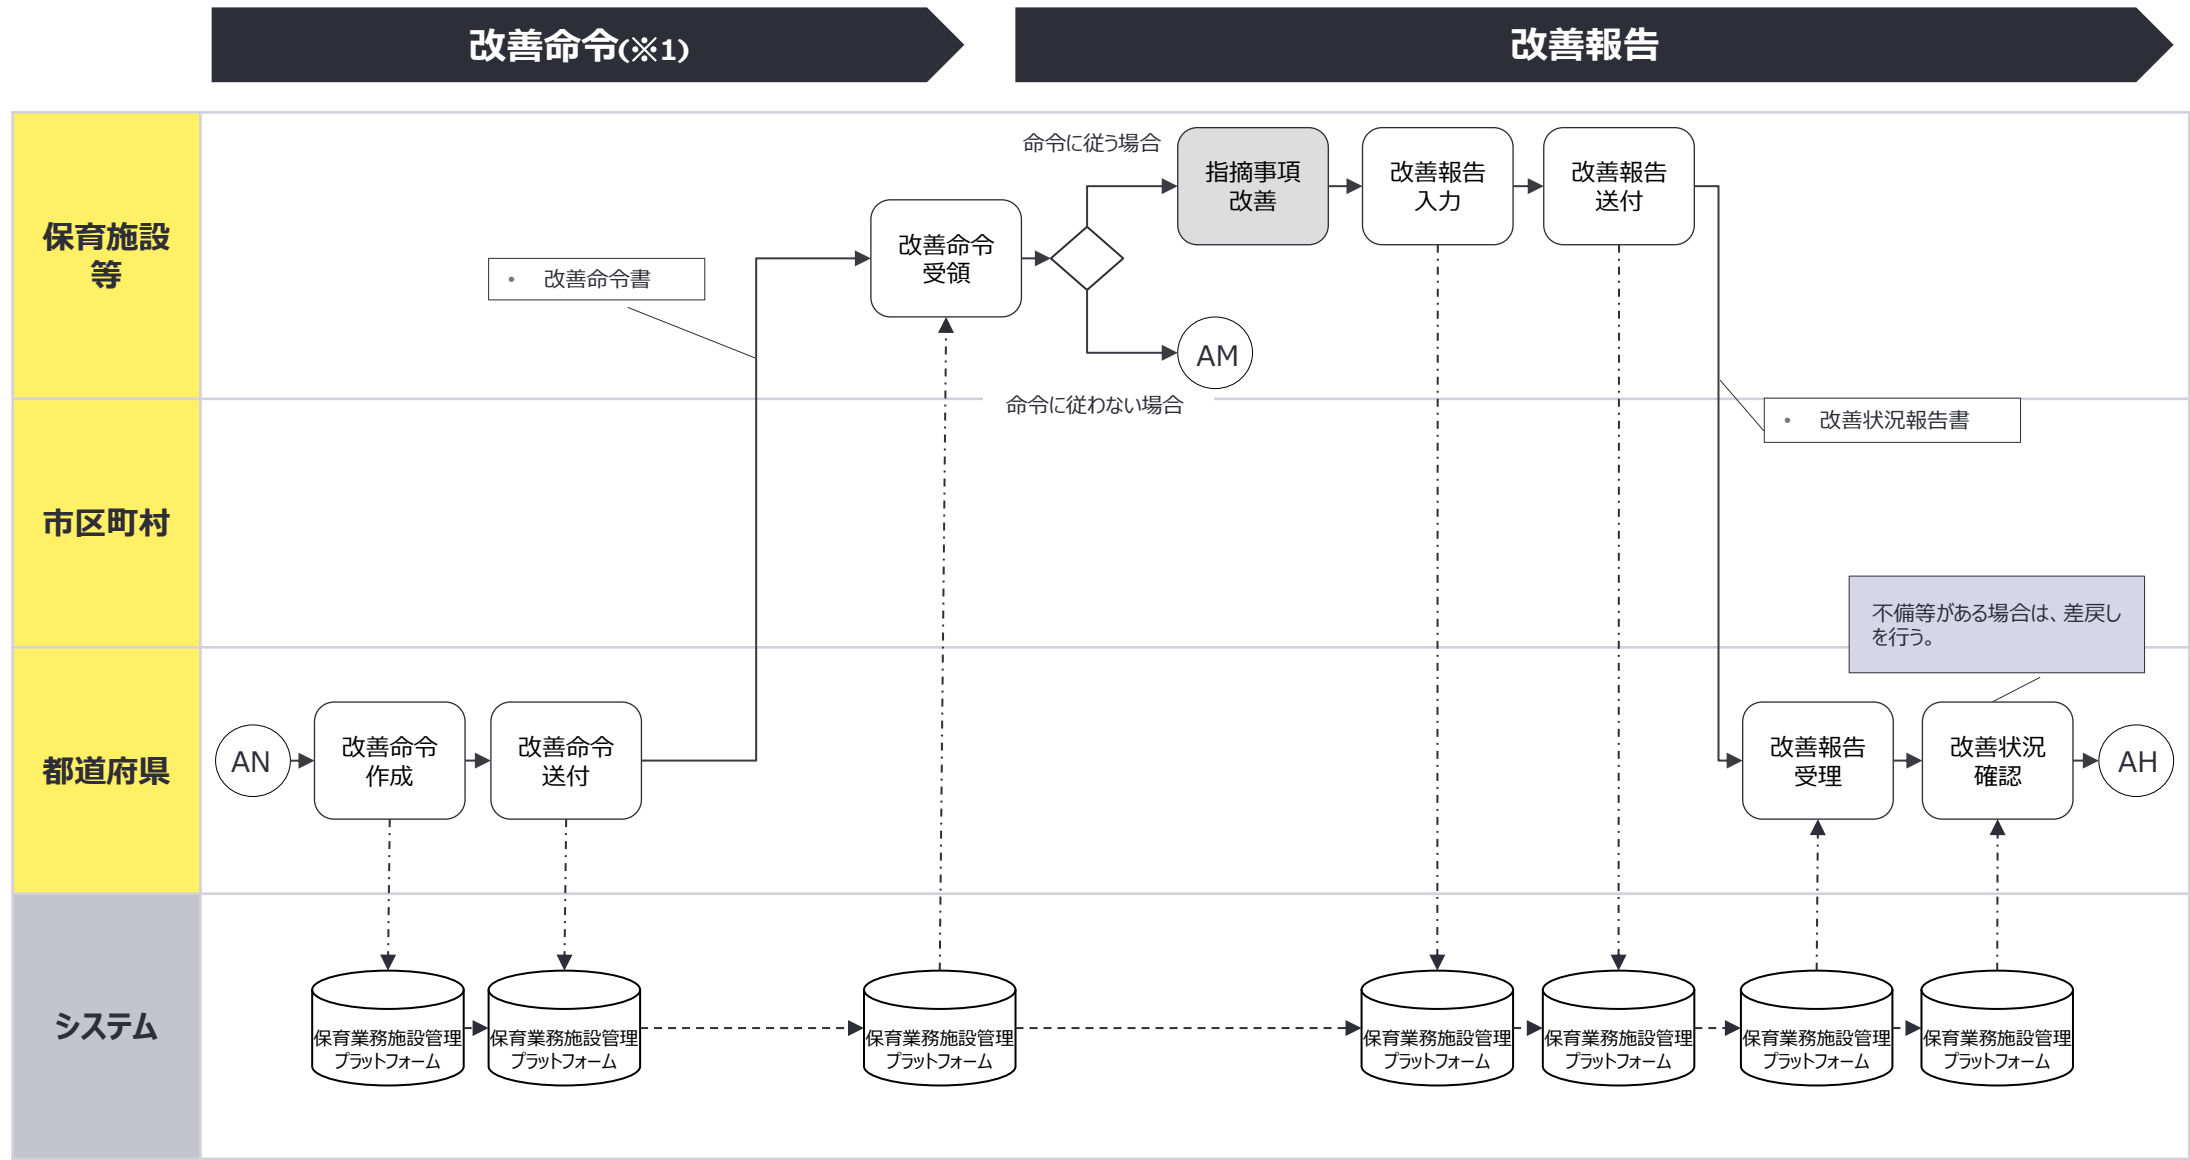 改善命令(※1)
改善報告
保育施設
等
市区町村
都道府県
システム
• 改善命令書
改善命令
受領
命令に従う場合
命令に従わない場合
AM
指摘事項
改善
改善報告
入力
改善報告
送付
• 改善状況報告書
不備等がある場合は、差戻し
を行う。
AN
改善命令
作成
改善命令
送付
改善報告
受理
改善状況
確認
AH
保育業務施設管理
プラットフォーム
保育業務施設管理
プラットフォーム
保育業務施設管理
プラットフォーム
保育業務施設管理
プラットフォーム
保育業務施設管理
プラットフォーム
保育業務施設管理
プラットフォーム
保育業務施設管理
プラットフォーム